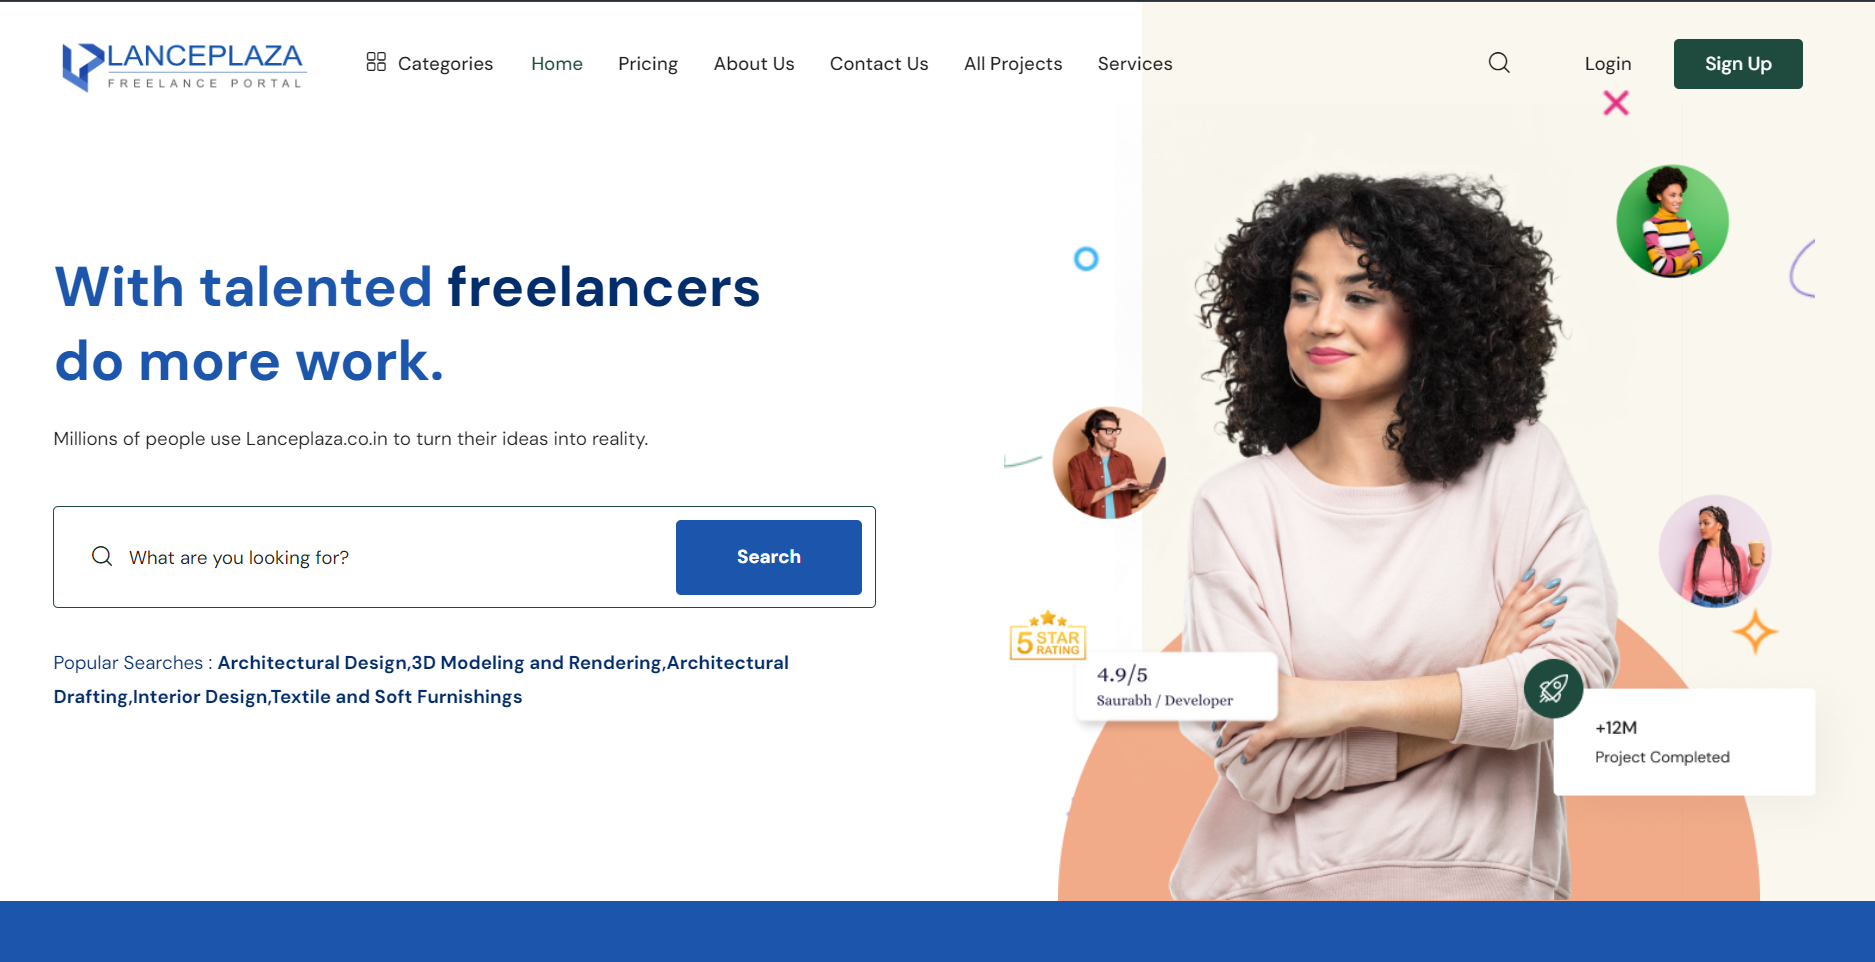 LANCEPLAZA
FREELANCE PORTAL
Categories
Home
Pricing
About Us
Contact Us
All Projects
Services
Login
Sign Up
With talented freelancers
do more work.
Millions of people use Lanceplaza.co.in to turn their ideas into reality.
What are you looking for?
Search
Popular Searches : Architectural Design,3D Modeling and Rendering,Architectural
Drafting,Interior Design,Textile and Soft Furnishings
5 STAR
RATING
4.9/5
Saurabh / Developer
+12M
Project Completed